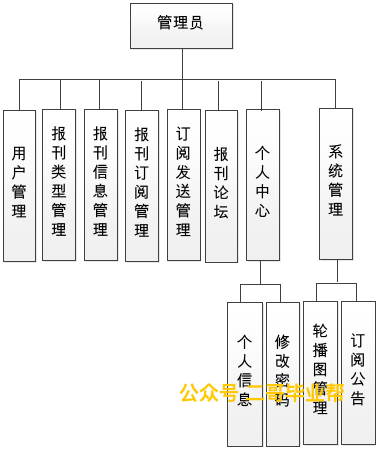 管理员
用户管理
报刊类型管理
报刊信息管理
报刊订阅管理
订阅发送管理
报刊论坛
个人中心
系统管理
个人信息
修改密码
轮播图管理
订阅公告
公众号:二哥毕业帮